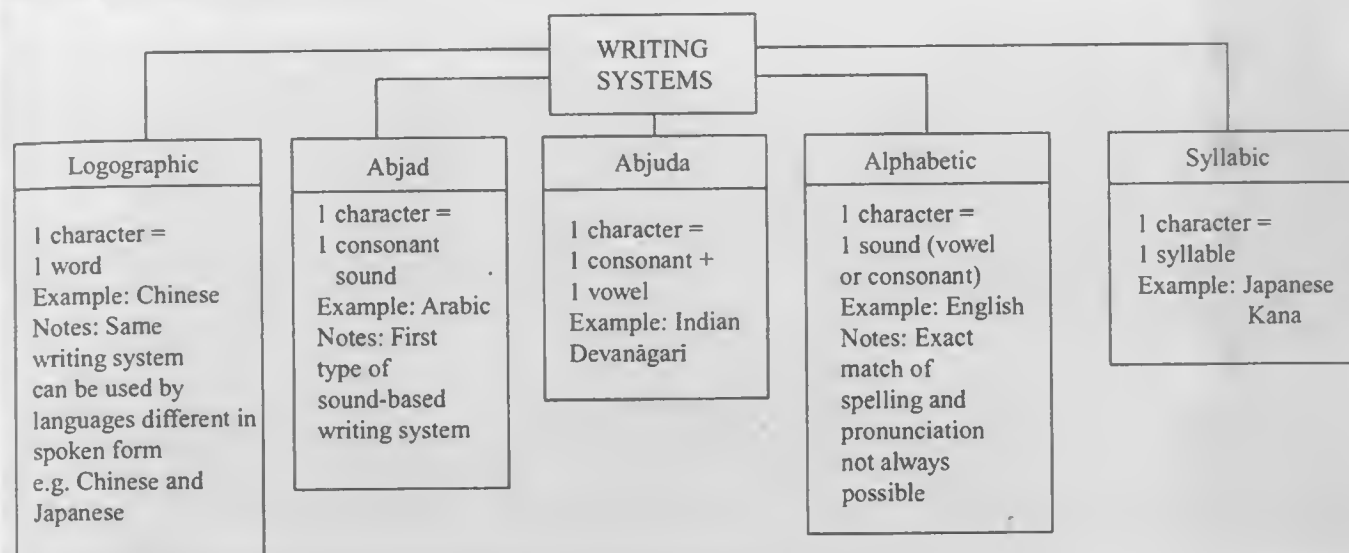 WRITING
SYSTEMS
Logographic
1 character =
1 word
Example: Chinese
Notes: Same
writing system
can be used by
languages different in
spoken form
e.g. Chinese and
Japanese
Abjad
1 character =
1 consonant
sound
Example: Arabic
Notes: First
type of
sound-based
writing system
Abjuda
1 character =
1 consonant +
1 vowel
Example: Indian
Devanāgari
Alphabetic
1 character =
1 sound (vowel
or consonant)
Example: English
Notes: Exact
match of
spelling and
pronunciation
not always
possible
Syllabic
1 character =
1 syllable
Example: Japanese
Kana